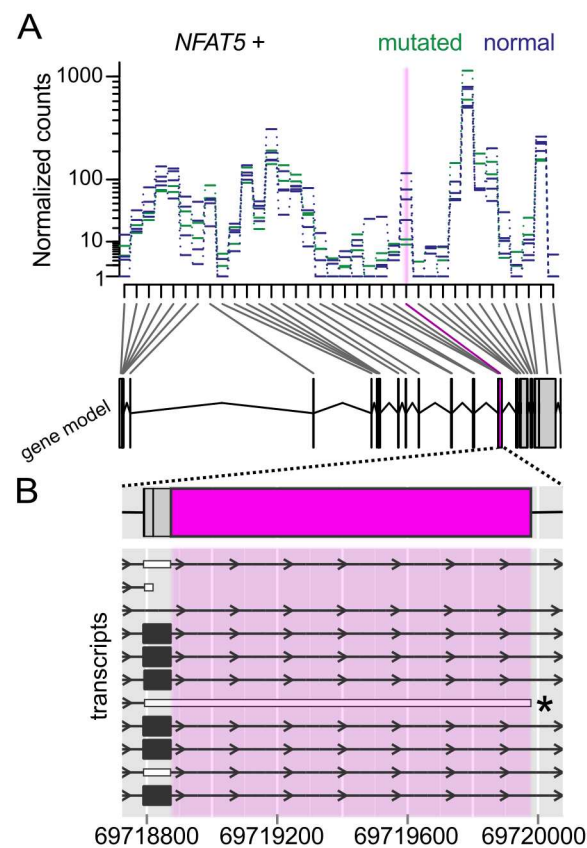 A
NFAT5 + mutated normal
Normalized counts
1000
100
10
1
gene model
B
transcripts
*
69718800 69719200 69719600 69720000